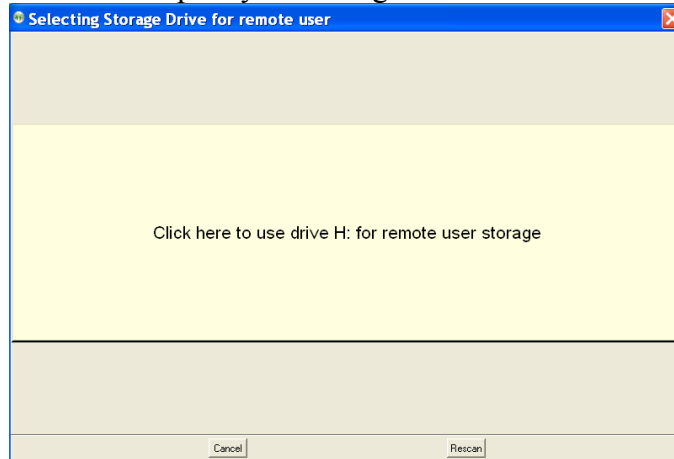 Selecting Storage Drive for remote user
Click here to use drive H: for remote user storage
Cancel Rescan